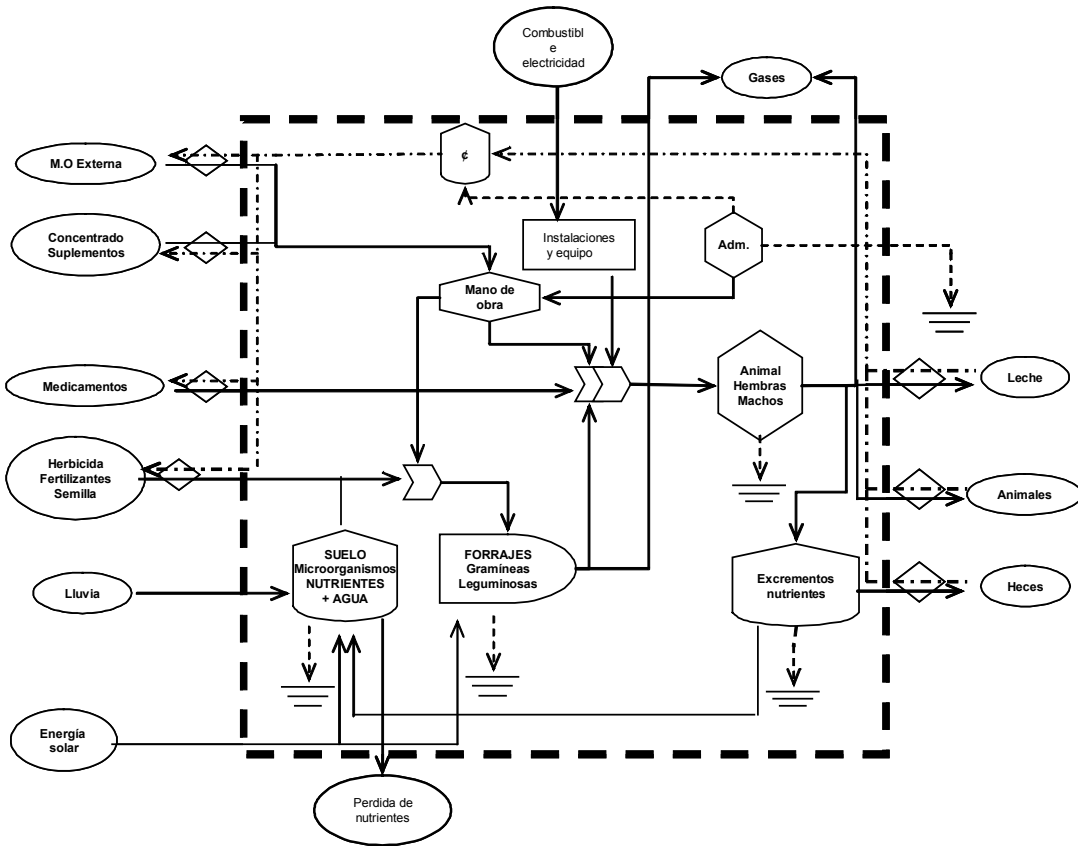 Combustibl
e
electricidad
Gases
M.O Externa
¢
Concentrado
Suplementos
Instalaciones
y equipo
Adm.
Mano de
obra
Medicamentos
Animal
Hembras
Machos
Leche
Herbicida
Fertilizantes
Semilla
Animales
SUELO
Microorganismos
NUTRIENTES
+ AGUA
FORRAJES
Gramíneas
Leguminosas
Excrementos
nutrientes
Lluvia
Heces
Energía
solar
Perdida de
nutrientes